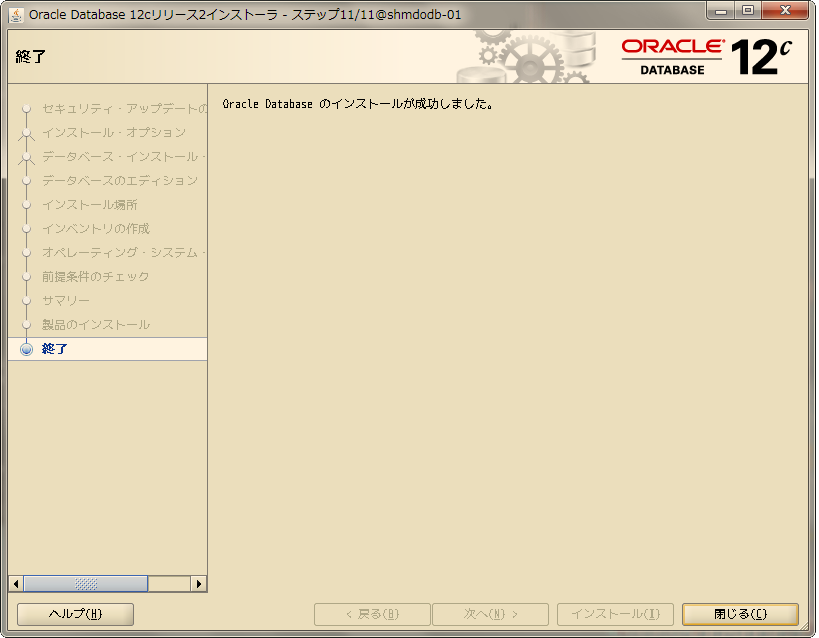 Oracle Database 12cリリース2インストーラ - ステップ11/11@shmdodb-01
終了
ORACLE
DATABASE
12c
セキュリティ・アップデートの
インストール・オプション
データベース・インストール・
データベースのエディション
インストール場所
インベントリの作成
オペレーティング・システム・
前提条件のチェック
サマリー
製品のインストール
終了
Oracle Database のインストールが成功しました。
ヘルプ(H)
< 戻る(B)
次へ(N) >
インストール(I)
閉じる(C)